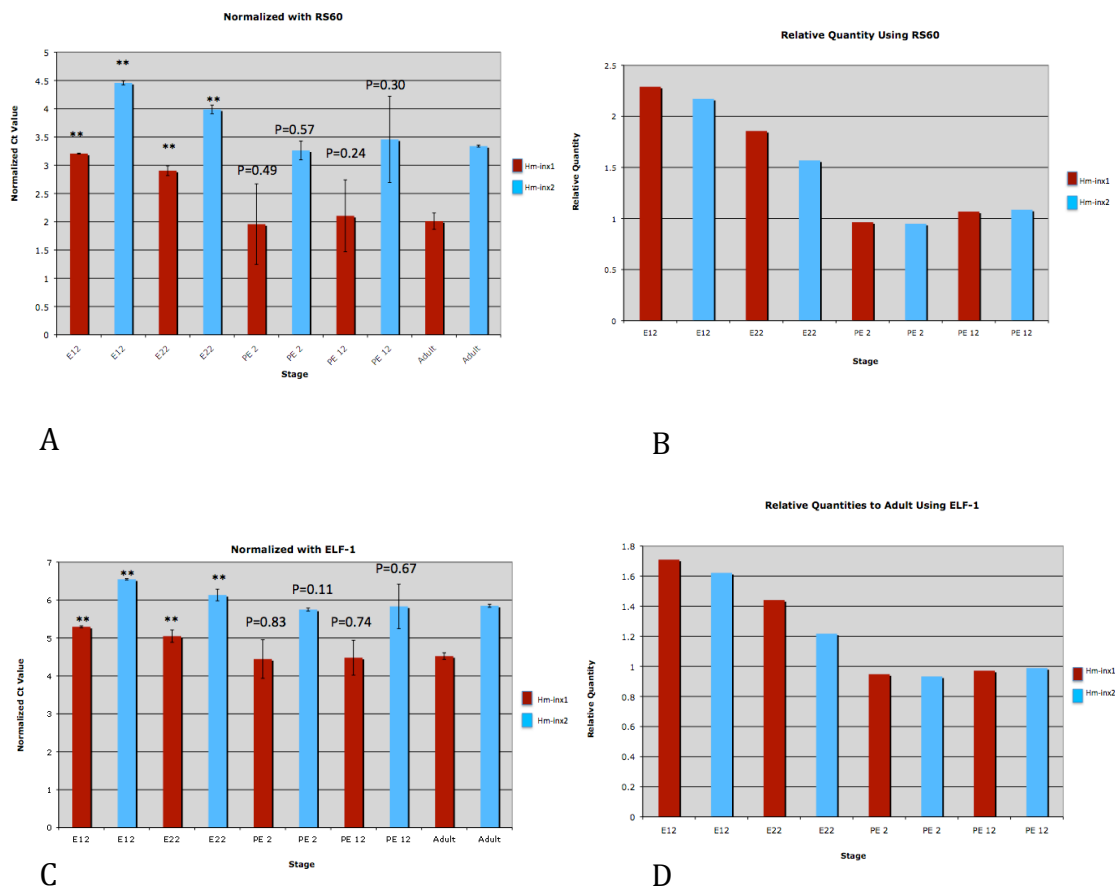 Normalized with RS60
Normalized Ct Value
5
4.5
4
3.5
3
2.5
2
1.5
1
0.5
0
**
**
**
**
P=0.49
P=0.57
P=0.24
P=0.30
E12
E12
E22
E22
PE 2
PE 2
PE 12
PE 12
Adult
Adult
Stage
Hm-inx1
Hm-inx2
A
Relative Quantity Using RS60
Relative Quantity
2.5
2
1.5
1
0.5
0
E12
E12
E22
E22
PE 2
PE 2
PE 12
PE 12
Stage
Hm-inx1
Hm-inx2
B
Normalized with ELF-1
Normalized Ct Value
7
6
5
4
3
2
1
0
**
**
**
**
P=0.83
P=0.11
P=0.74
P=0.67
E12
E12
E22
E22
PE 2
PE 2
PE 12
PE 12
Adult
Adult
Stage
Hm-inx1
Hm-inx2
C
Relative Quantities to Adult Using ELF-1
Relative Quantity
1.8
1.6
1.4
1.2
1
0.8
0.6
0.4
0.2
0
E12
E12
E22
E22
PE 2
PE 2
PE 12
PE 12
Stage
Hm-inx1
Hm-inx2
D